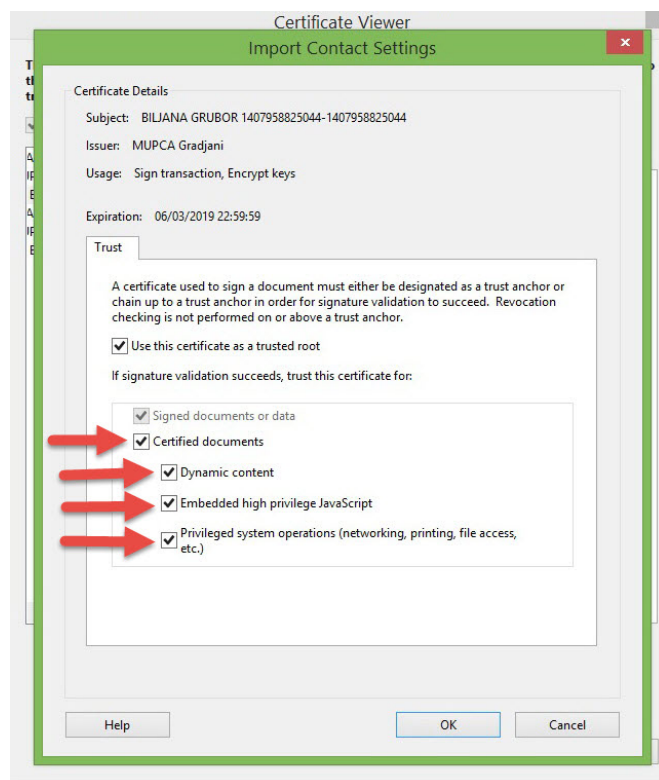 Certificate Viewer
Import Contact Settings
Certificate Details
Subject: BILJANA GRUBOR 1407958825044-1407958825044
Issuer: MUPCA Gradjani
Usage: Sign transaction, Encrypt keys
Expiration: 06/03/2019 22:59:59
Trust
A certificate used to sign a document must either be designated as a trust anchor or
chain up to a trust anchor in order for signature validation to succeed. Revocation
checking is not performed on or above a trust anchor.
Use this certificate as a trusted root
If signature validation succeeds, trust this certificate for:
Signed documents or data
Certified documents
Dynamic content
Embedded high privilege JavaScript
Privileged system operations (networking, printing, file access,
etc.)
Help
OK
Cancel